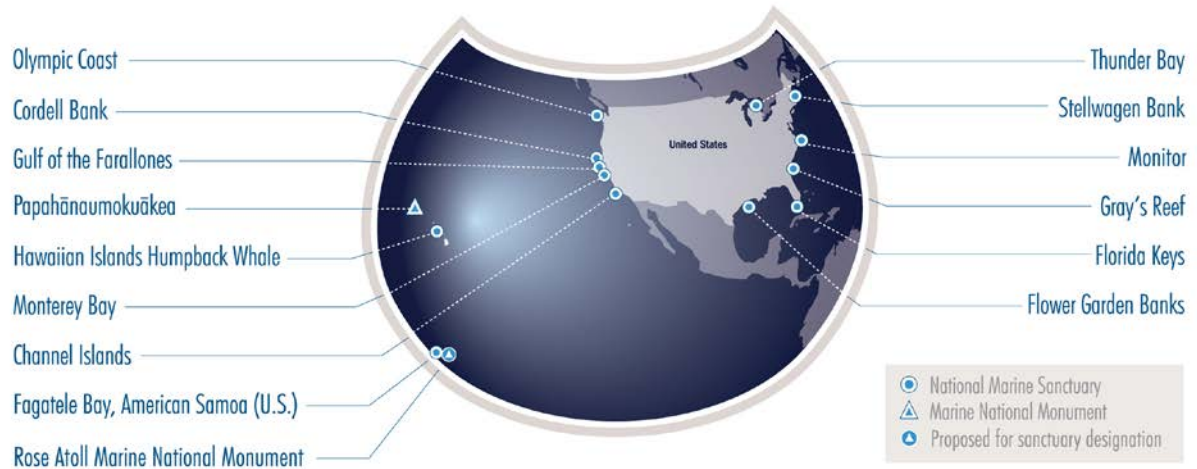 Olympic Coast
Cordell Bank
Gulf of the Farallones
Papahānaumokuākea
Hawaiian Islands Humpback Whale
Monterey Bay
Channel Islands
Fagatele Bay, American Samoa (U.S.)
Rose Atoll Marine National Monument
United States
Thunder Bay
Stellwagen Bank
Monitor
Gray's Reef
Florida Keys
Flower Garden Banks
National Marine Sanctuary
Marine National Monument
Proposed for sanctuary designation